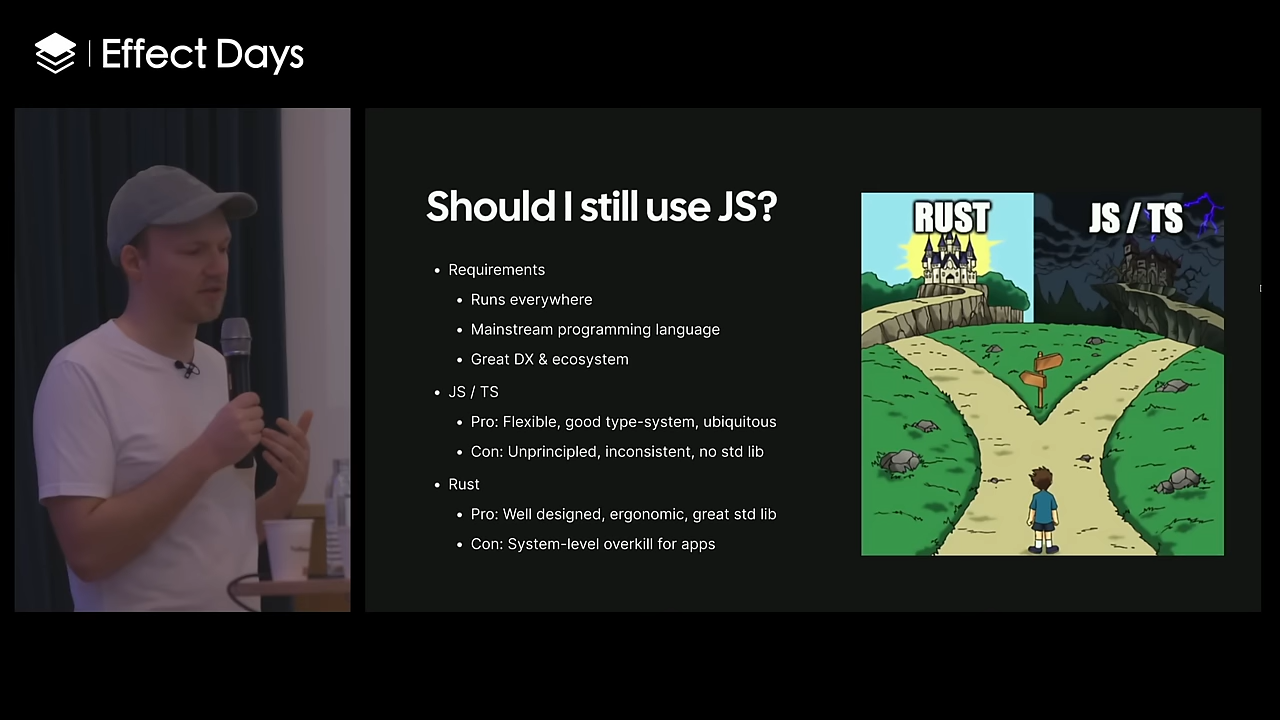 Effect Days
Should I still use JS?
Requirements
Runs everywhere
Mainstream programming language
Great DX & ecosystem
JS / TS
Pro: Flexible, good type-system, ubiquitous
Con: Unprincipled, inconsistent, no std lib
Rust
Pro: Well designed, ergonomic, great std lib
Con: System-level overkill for apps
RUST
JS / TS